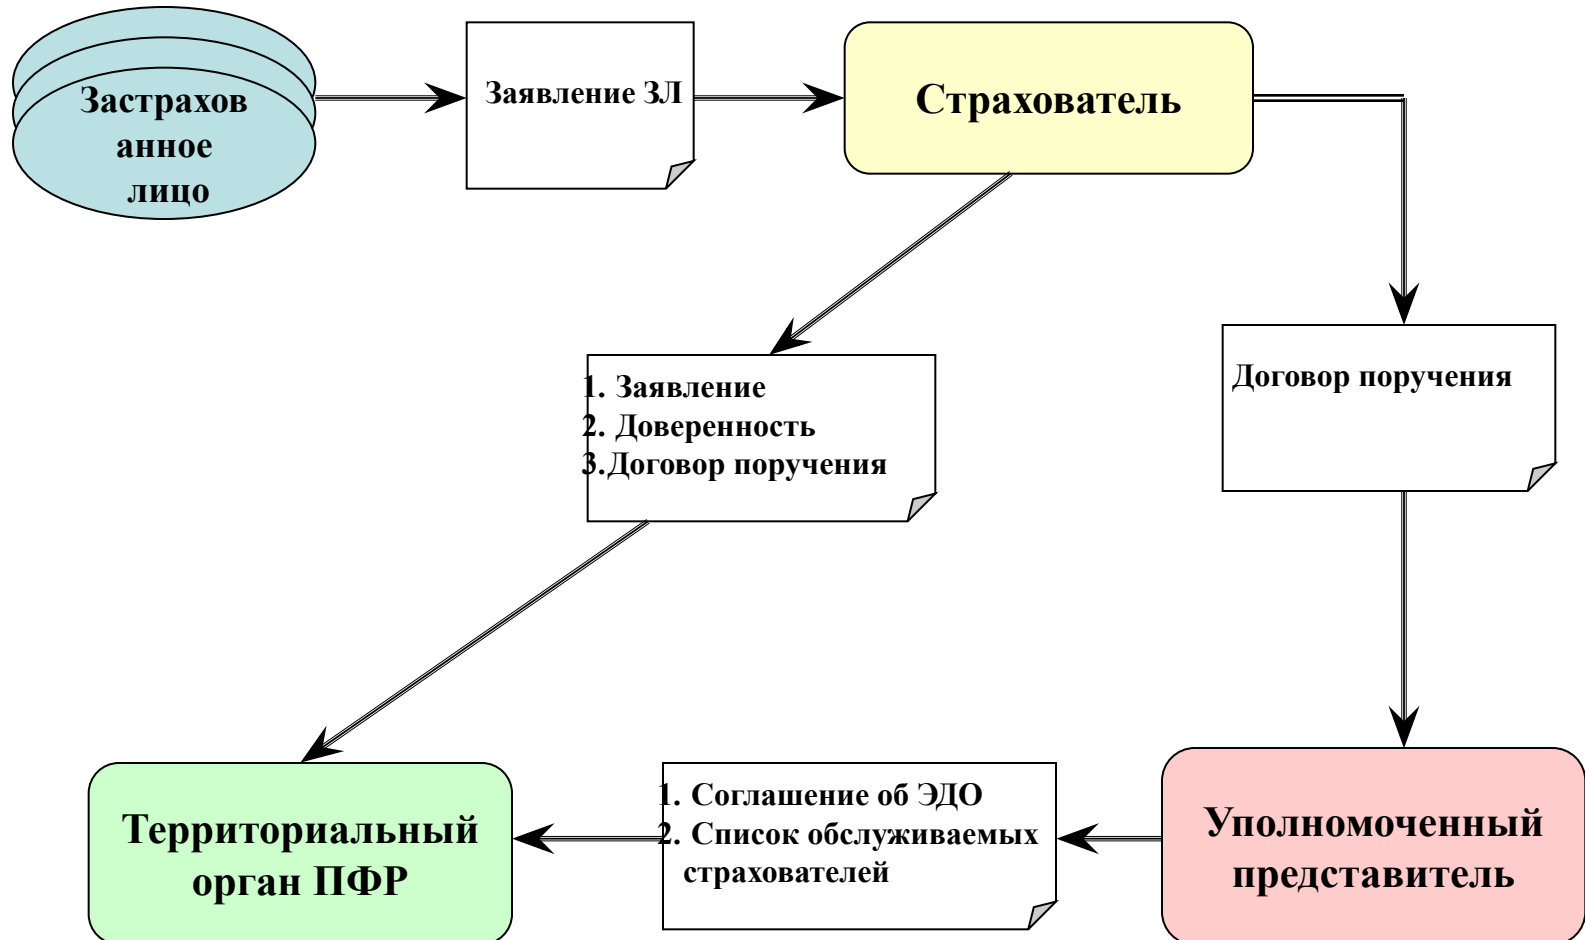 Застрахов
анное
лицо
Заявление ЗЛ
Страхователь
1. Заявление
2. Доверенность
3.Договор поручения
Договор поручения
Территориальный
орган ПФР
1. Соглашение об ЭДО
2. Список обслуживаемых
страхователей
Уполномоченный
представитель